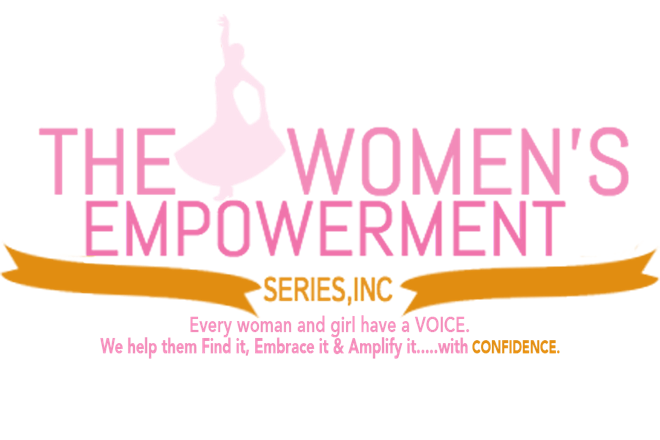 THE WOMEN'S
EMPOWERMENT
SERIES,INC
Every woman and girl have a VOICE.
We help them Find it, Embrace it & Amplify it.....with CONFIDENCE.